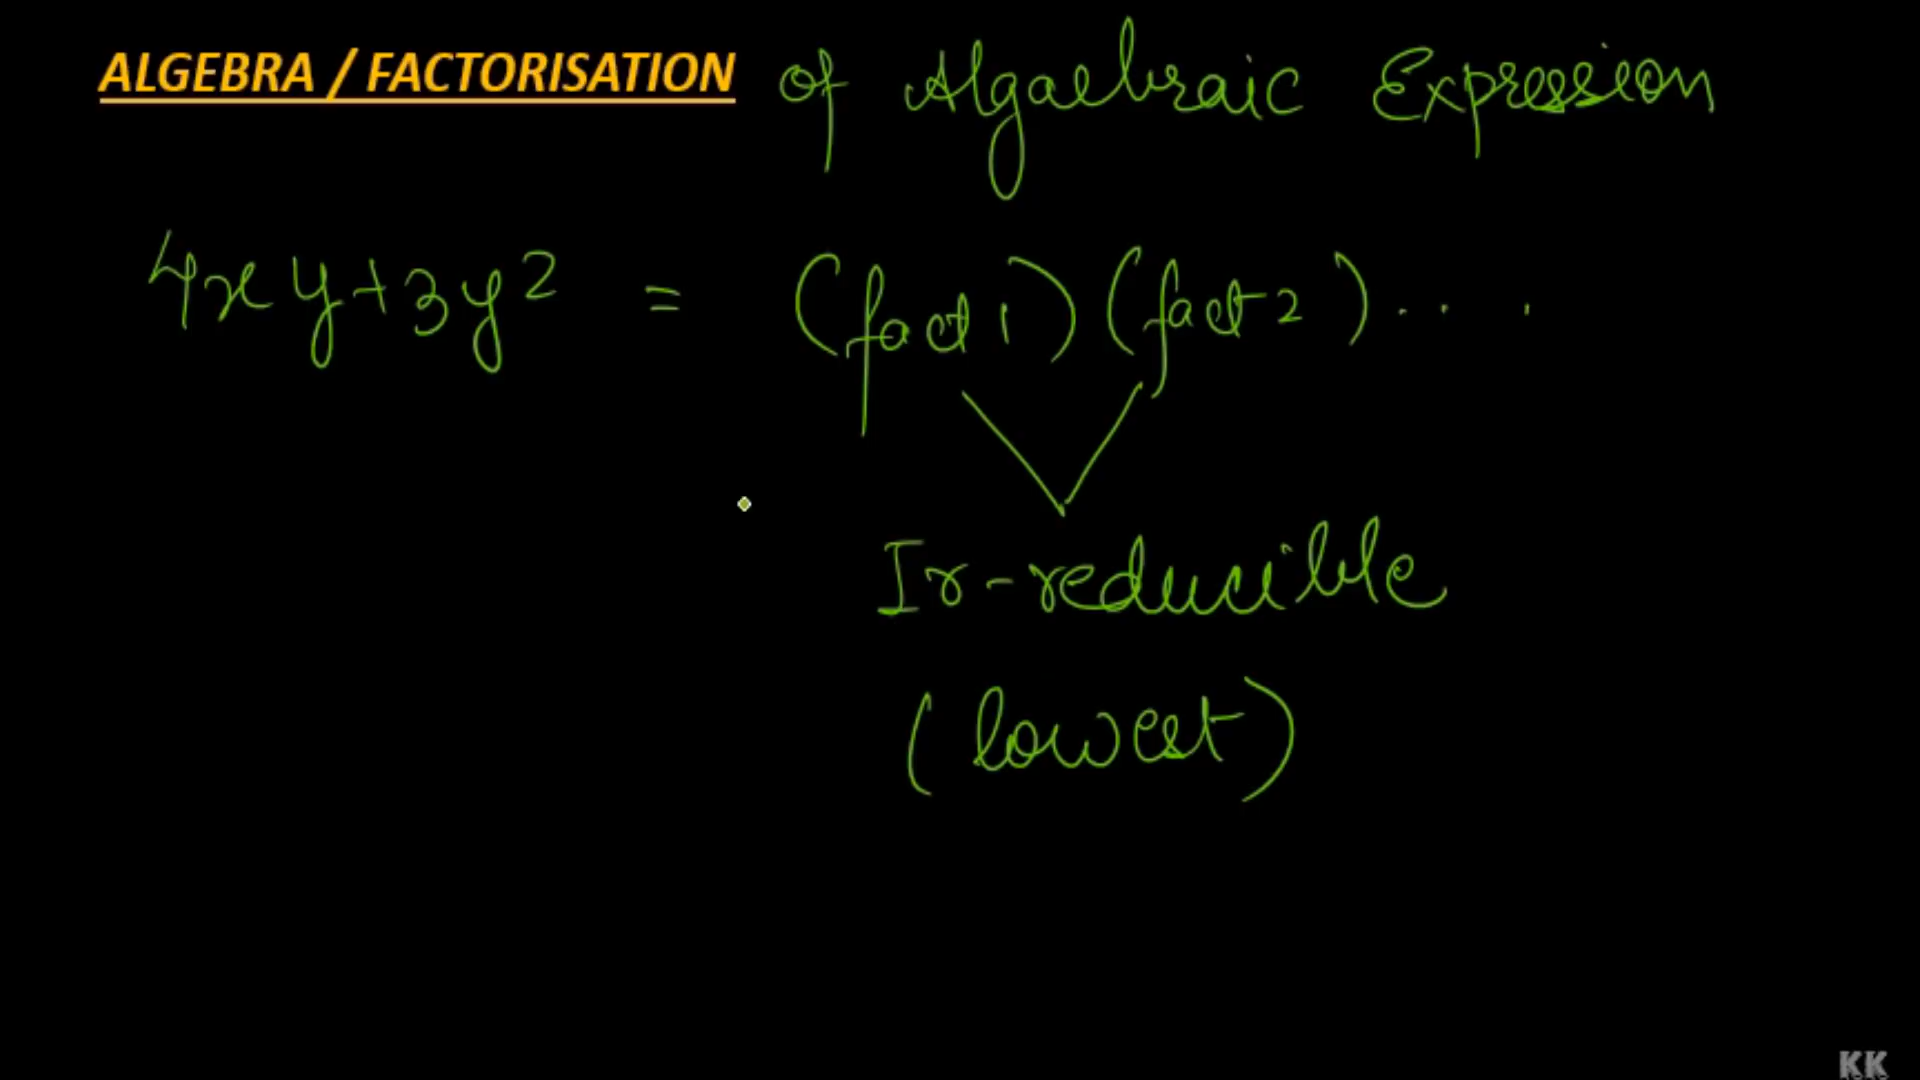 ALGEBRA / FACTORISATION of Algaebraic Expression
4xy+3y² = (fact 1) (fact 2) ... .
Ir-reducible
(lowest)
KK